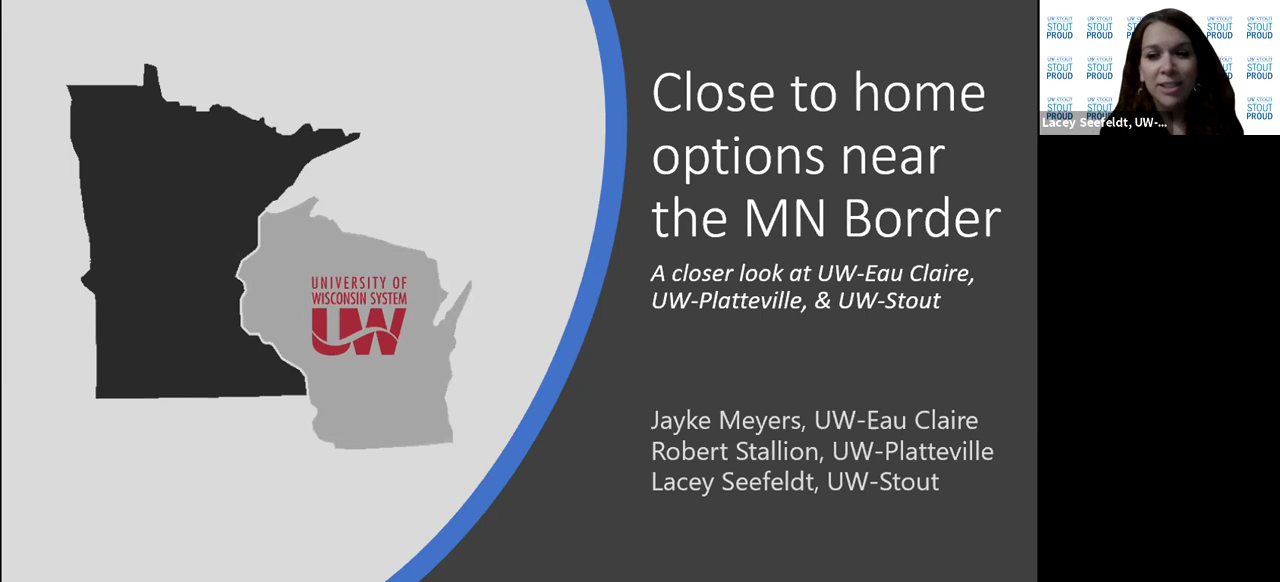 Close to home
options near
the MN Border
A closer look at UW-Eau Claire,
UW-Platteville, & UW-Stout
UNIVERSITY OF
WISCONSIN SYSTEM
UW
Jayke Meyers, UW-Eau Claire
Robert Stallion, UW-Platteville
Lacey Seefeldt, UW-Stout
UW-STOUT
STOUT
PROUD
Lacey Seefeldt, UW-...